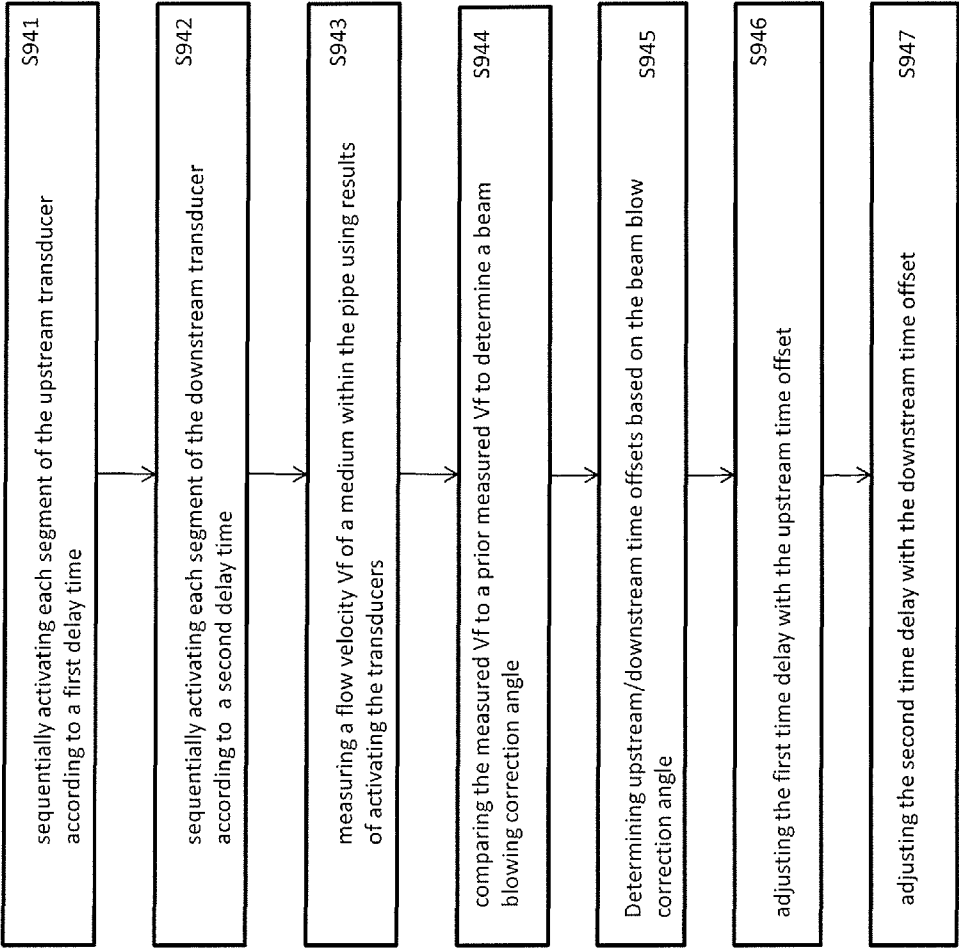 sequentially activating each segment of the upstream transducer
according to a first delay time
S941
sequentially activating each segment of the downstream transducer
according to a second delay time
S942
measuring a flow velocity Vf of a medium within the pipe using results
of activating the transducers
S943
comparing the measured Vf to a prior measured Vf to determine a beam
blowing correction angle
S944
Determining upstream/downstream time offsets based on the beam blow
correction angle
S945
adjusting the first time delay with the upstream time offset
S946
adjusting the second time delay with the downstream time offset
S947